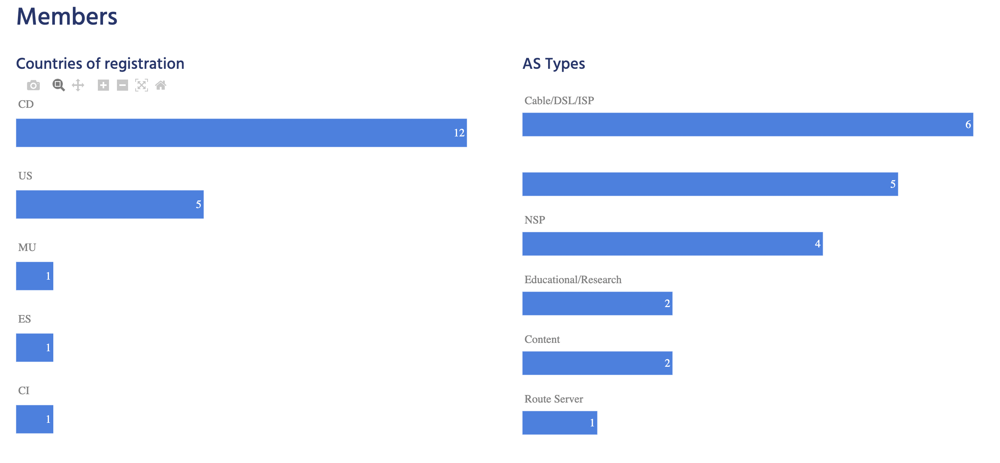 Members
Countries of registration
CD
12
US
5
MU
1
ES
1
CI
1
AS Types
Cable/DSL/ISP
6
5
NSP
4
Educational/Research
2
Content
2
Route Server
1